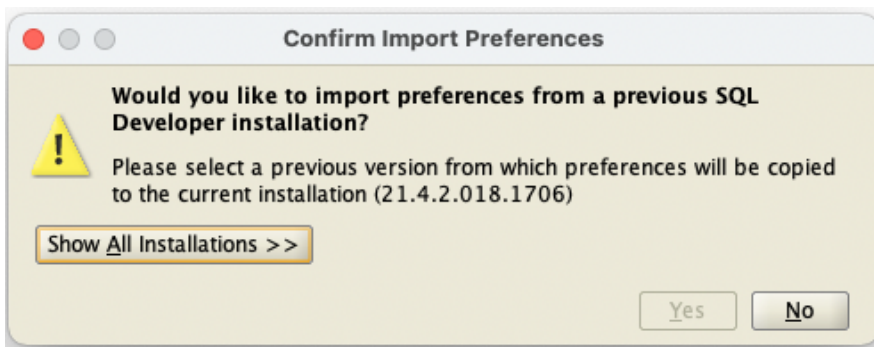 Confirm Import Preferences
Would you like to import preferences from a previous SQL
Developer installation?
!
Please select a previous version from which preferences will be copied
to the current installation (21.4.2.018.1706)
Show All Installations >>
Yes
No